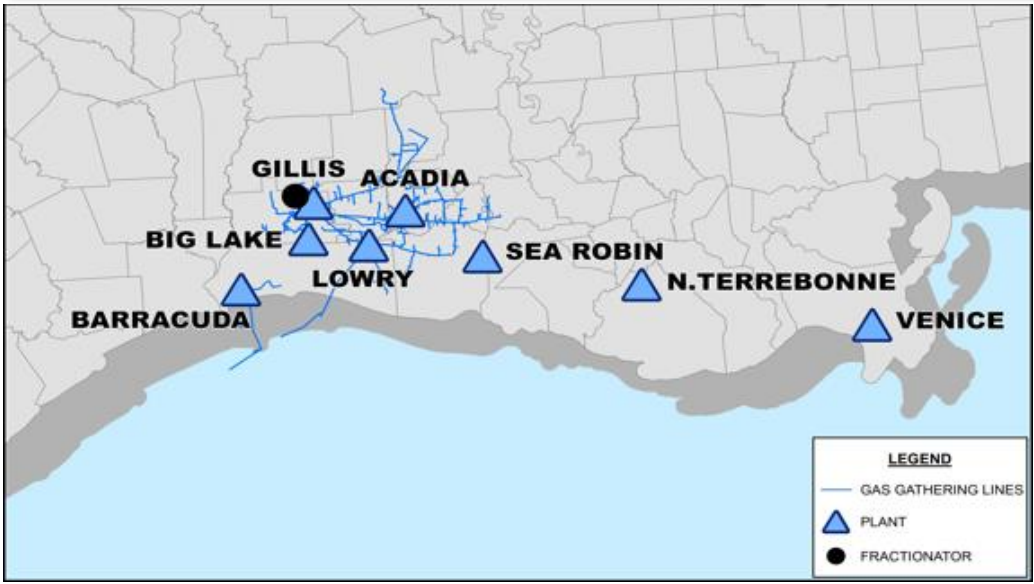 GILLIS
ACADIA
BIG LAKE
SEA ROBIN
LOWRY
N.TERREBONNE
BARRACUDA
VENICE
LEGEND
GAS GATHERING LINES
PLANT
FRACTIONATOR